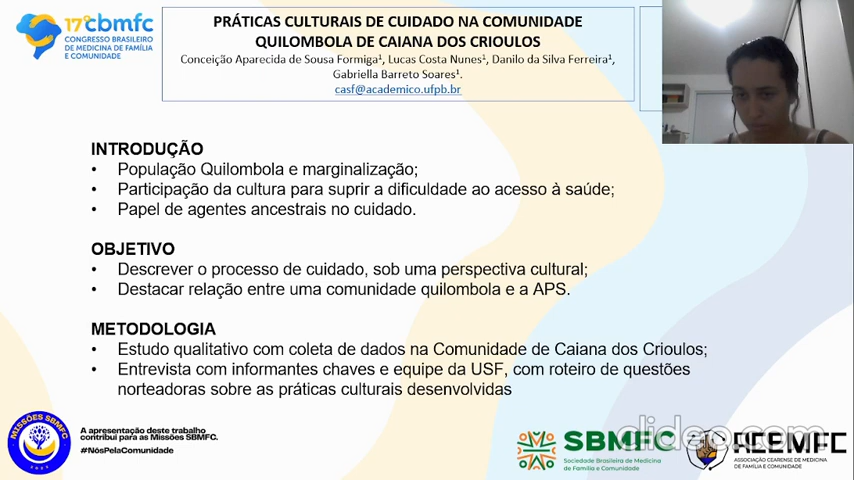 17º cbmfc
CONGRESSO BRASILEIRO
DE MEDICINA DE FAMÍLIA
E COMUNIDADE
PRÁTICAS CULTURAIS DE CUIDADO NA COMUNIDADE
QUILOMBOLA DE CAIANA DOS CRIOULOS
Conceição Aparecida de Sousa Formiga¹, Lucas Costa Nunes¹, Danilo da Silva Ferreira¹,
Gabriella Barreto Soares¹.
casf@academico.ufpb.br
INTRODUÇÃO
• População Quilombola e marginalização;
• Participação da cultura para suprir a dificuldade ao acesso à saúde;
• Papel de agentes ancestrais no cuidado.
OBJETIVO
• Descrever o processo de cuidado, sob uma perspectiva cultural;
• Destacar relação entre uma comunidade quilombola e a APS.
METODOLOGIA
• Estudo qualitativo com coleta de dados na Comunidade de Caiana dos Crioulos;
• Entrevista com informantes chaves e equipe da USF, com roteiro de questões
norteadoras sobre as práticas culturais desenvolvidas
MISSÕES SBMFC
A apresentação deste trabalho
contribui para as Missões SBMFC.
#NósPelaComunidade
SBMFC
Sociedade Brasileira de Medicina
de Família e Comunidade
clideo.com
ACEMFC
ASSOCIAÇÃO CEARENSE DE MEDICINA
DE FAMÍLIA E COMUNIDADE